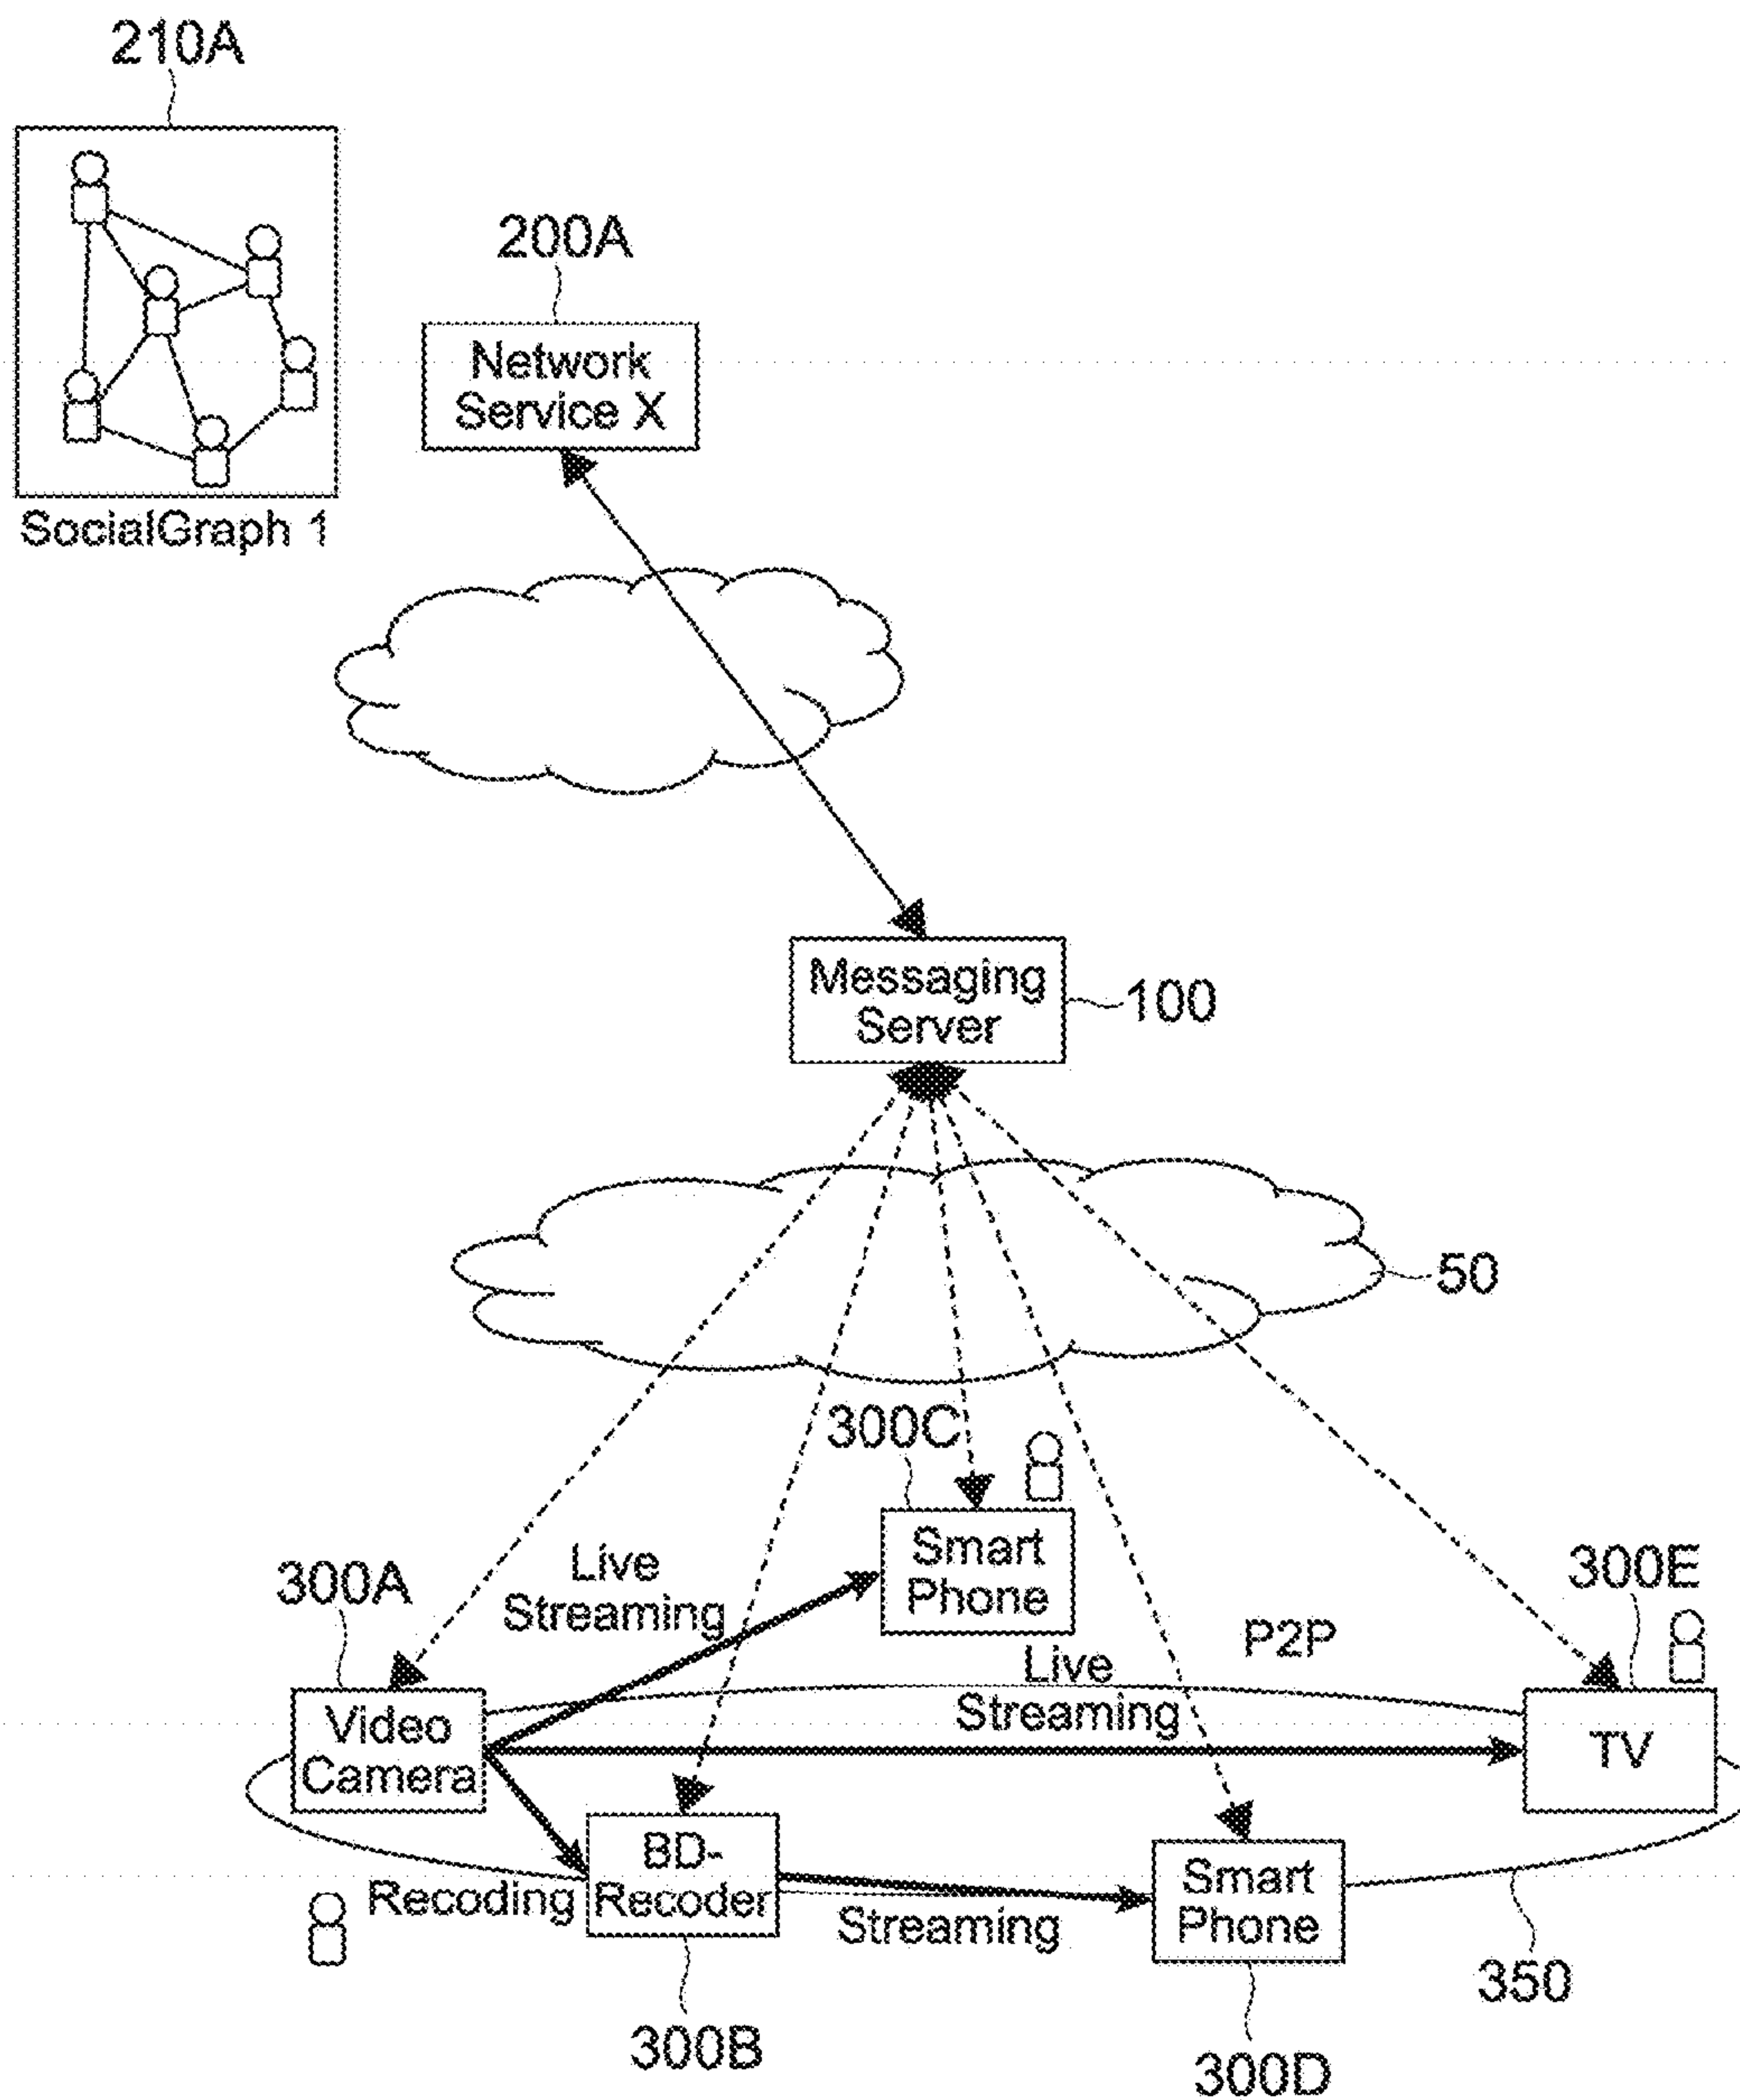 210A
SocialGraph 1
200A
Network
Service X
Messaging
Server
100
50
300C
Smart
Phone
300A
Live
Streaming
300E
P2P
Live
Streaming
Video
Camera
TV
BD-
Recoder
Recoding
Streaming
Smart
Phone
350
300B
300D